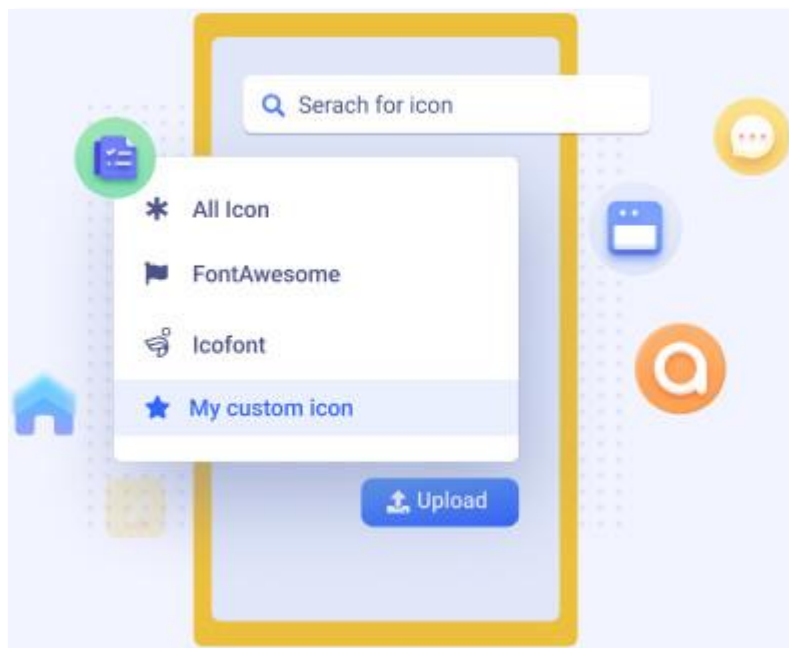 Serach for icon
All Icon
FontAwesome
Icofont
My custom icon
Upload